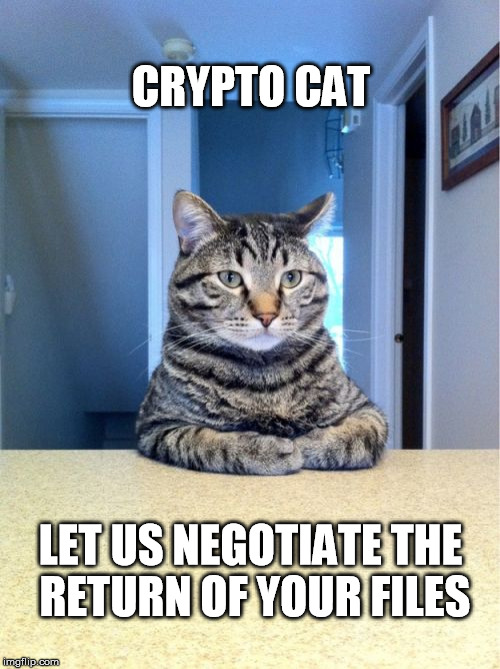 CRYPTO CAT
LET US NEGOTIATE THE
RETURN OF YOUR FILES
imgflip.com